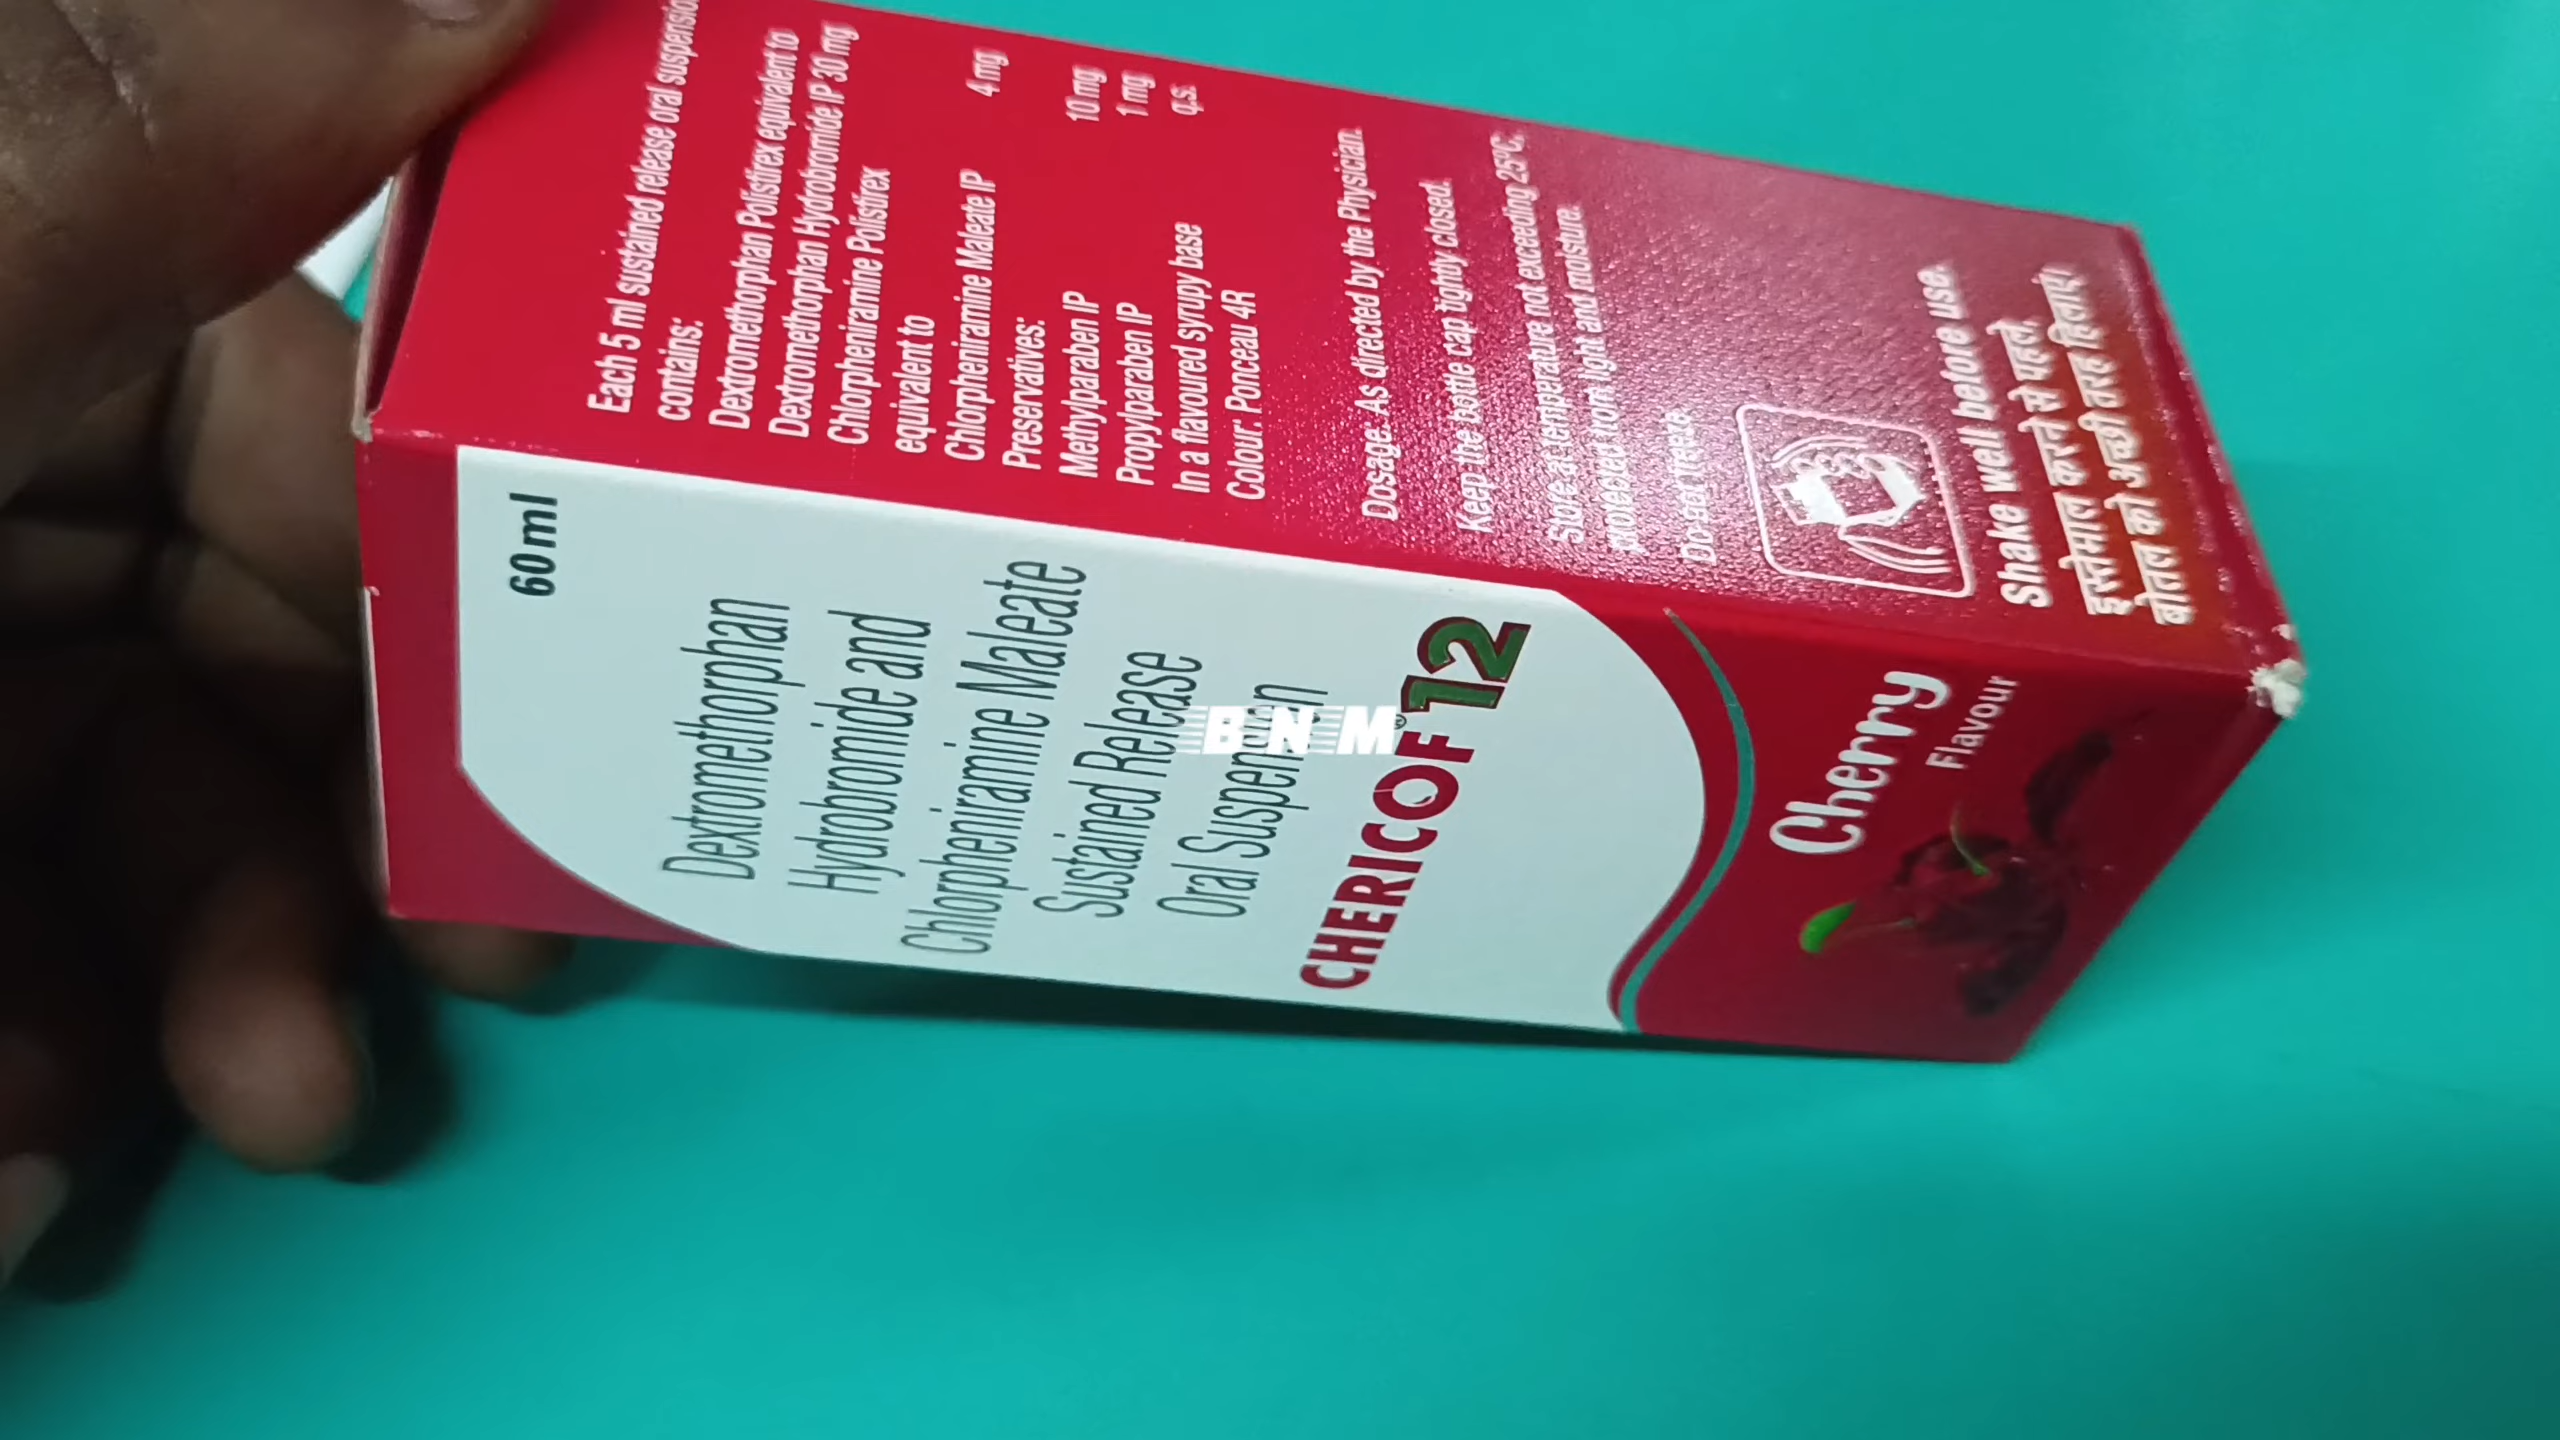 60ml
Dextromethorphan
Hydrobromide and
Chlorpheniramine Maleate
Sustained Release
Oral Suspension
CHERICOF® 12
Cherry
Flavour
Each 5 ml sustained release oral suspension
contains:
Dextromethorphan Polistirex equivalent to
Dextromethophan Hydrobromide IP 30 mg
Chlorpheniramine Polistirex
equivalent to
Chlorpheniramine Maleate IP 4 mg
Preservatives:
Methylparaben IP 10 mg
Propylparaben IP 1 mg
In a flavoured syrupy base q.s.
Colour: Ponceau 4R
Dosage: As directed by the Physician.
Keep the bottle cap tightly closed.
Store at temperature not exceeding 25°C,
protected from light and moisture.
Do not freeze.
Shake well before use.
इस्तेमाल करने से पहले,
बोतल को अच्छी तरह हिलाएं।
BNM